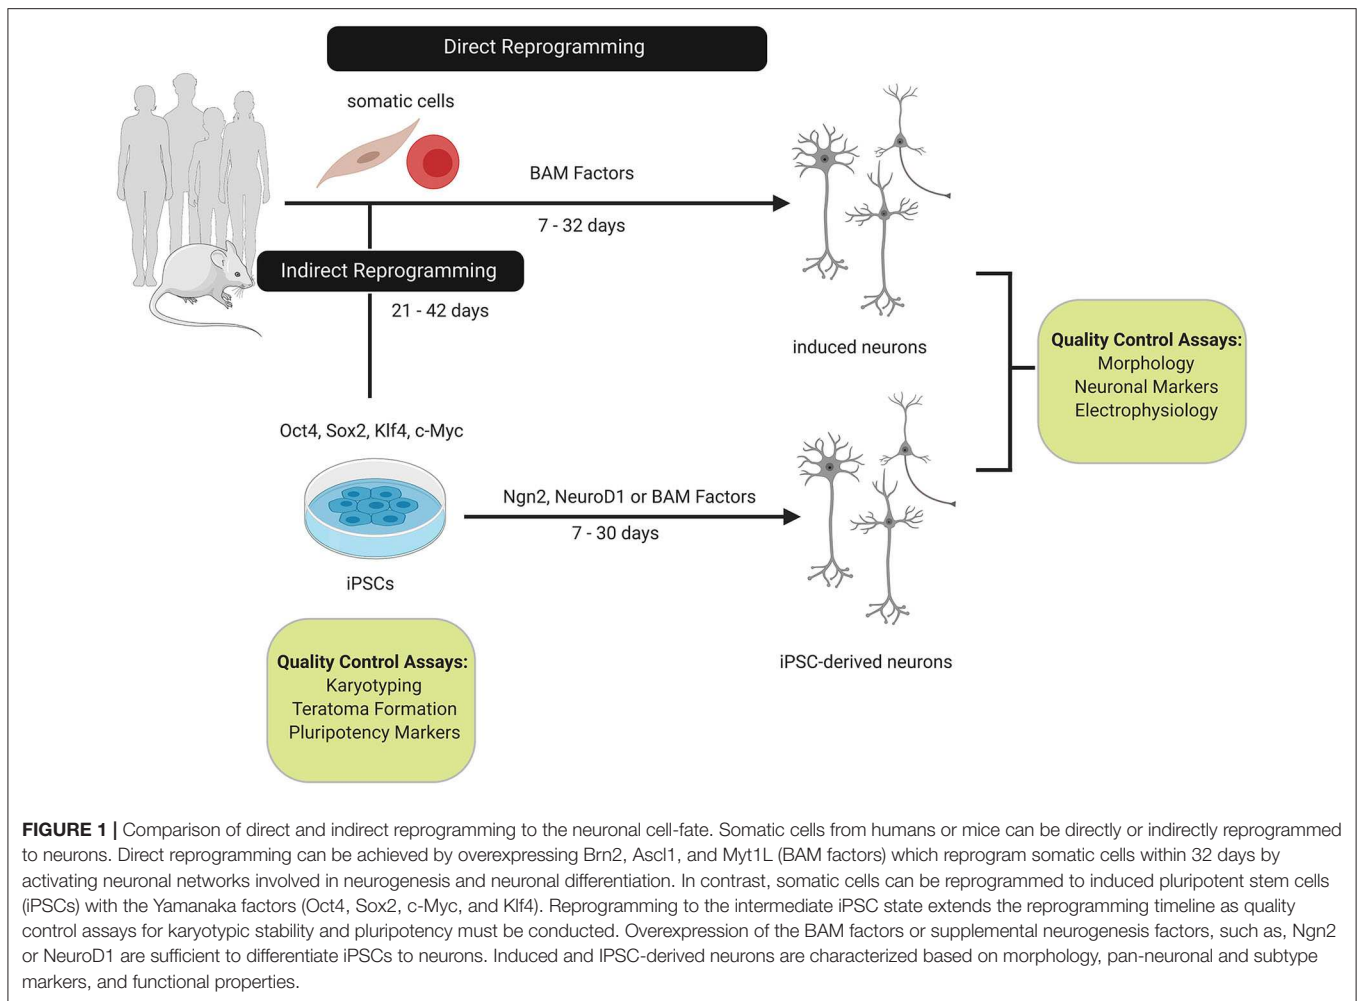 Direct Reprogramming
somatic cells
BAM Factors
7 - 32 days
Indirect Reprogramming
21 - 42 days
induced neurons
Quality Control Assays:
Morphology
Neuronal Markers
Electrophysiology
Oct4, Sox2, Klf4, c-Myc
Ngn2, NeuroD1 or BAM Factors
7 - 30 days
iPSCs
iPSC-derived neurons
Quality Control Assays:
Karyotyping
Teratoma Formation
Pluripotency Markers
FIGURE 1 | Comparison of direct and indirect reprogramming to the neuronal cell-fate. Somatic cells from humans or mice can be directly or indirectly reprogrammed
to neurons. Direct reprogramming can be achieved by overexpressing Brn2, Ascl1, and Myt1L (BAM factors) which reprogram somatic cells within 32 days by
activating neuronal networks involved in neurogenesis and neuronal differentiation. In contrast, somatic cells can be reprogrammed to induced pluripotent stem cells
(iPSCs) with the Yamanaka factors (Oct4, Sox2, c-Myc, and Klf4). Reprogramming to the intermediate iPSC state extends the reprogramming timeline as quality
control assays for karyotypic stability and pluripotency must be conducted. Overexpression of the BAM factors or supplemental neurogenesis factors, such as, Ngn2
or NeuroD1 are sufficient to differentiate iPSCs to neurons. Induced and IPSC-derived neurons are characterized based on morphology, pan-neuronal and subtype
markers, and functional properties.